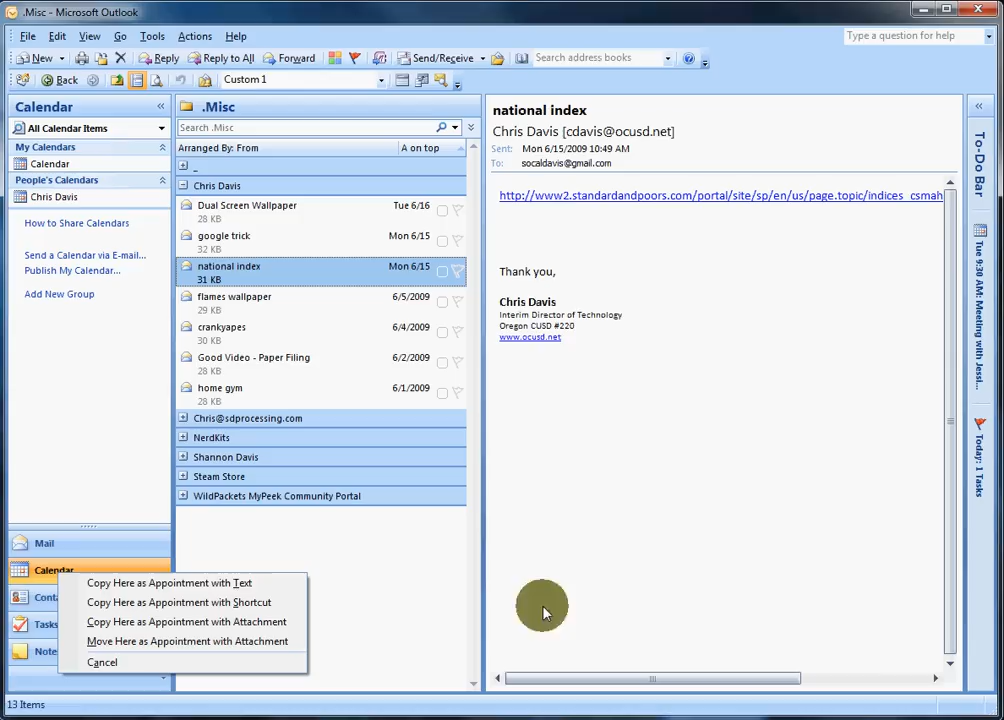 .Misc - Microsoft Outlook
File Edit View Go Tools Actions Help
Type a question for help
New Reply Reply to All Forward Send/Receive Search address books
Back Custom 1
Calendar
All Calendar Items
My Calendars
Calendar
People's Calendars
Chris Davis
How to Share Calendars
Send a Calendar via E-mail...
Publish My Calendar...
Add New Group
Mail
Calendar
Tasks
.Misc
Search .Misc
Arranged By: From A on top
_
Chris Davis
Dual Screen Wallpaper Tue 6/16
28 KB
google trick Mon 6/15
32 KB
national index Mon 6/15
31 KB
flames wallpaper 6/5/2009
29 KB
crankyapes 6/4/2009
30 KB
Good Video - Paper Filing 6/2/2009
28 KB
home gym 6/1/2009
28 KB
Chris@sdprocessing.com
NerdKits
Shannon Davis
Steam Store
WildPackets MyPeek Community Portal
Copy Here as Appointment with Text
Copy Here as Appointment with Shortcut
Copy Here as Appointment with Attachment
Move Here as Appointment with Attachment
Cancel
national index
Chris Davis [cdavis@ocusd.net]
Sent: Mon 6/15/2009 10:49 AM
To: socaldavis@gmail.com
http://www2.standardandpoors.com/portal/site/sp/en/us/page.topic/indices_csmah
Thank you,
Chris Davis
Interim Director of Technology
Oregon CUSD #220
www.ocusd.net
To-Do Bar
Tue 9:30 AM: Meeting with Jessi
Today: 1 Tasks
13 Items